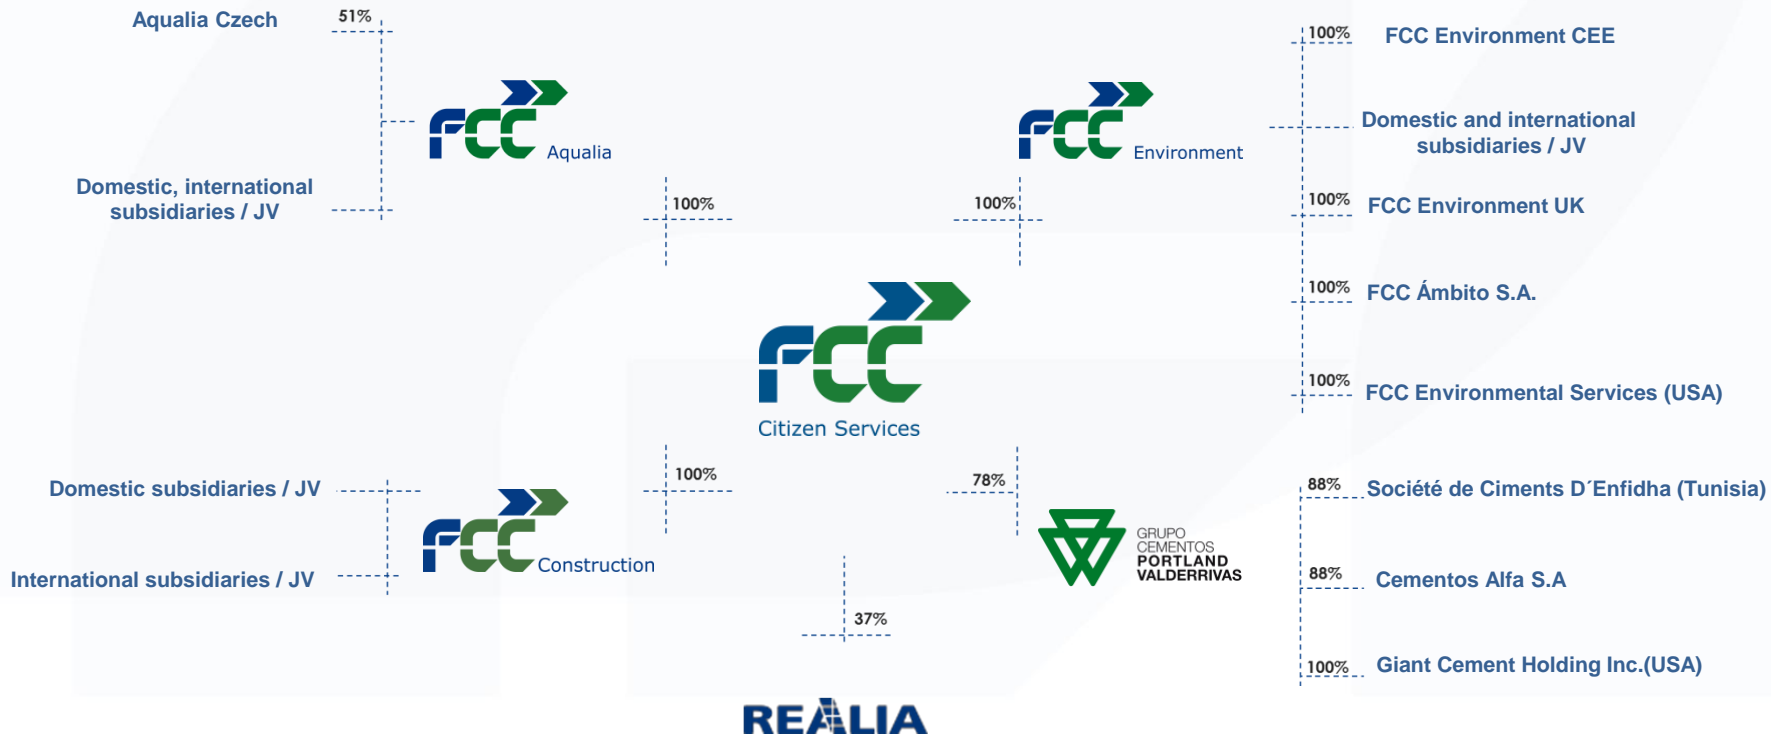 Aqualia Czech
51%
FCC
Aqualia
Domestic, international
subsidiaries / JV
100%
FCC
Environment
100%
100%
FCC Environment CEE
Domestic and international
subsidiaries / JV
100%
FCC Environment UK
100%
FCC Ámbito S.A.
100%
FCC Environmental Services (USA)
FCC
Citizen Services
Domestic subsidiaries / JV
International subsidiaries / JV
FCC
Construction
100%
78%
GRUPO
CEMENTOS
PORTLAND
VALDERRIVAS
88%
Société de Ciments D´Enfidha (Tunisia)
88%
Cementos Alfa S.A
100%
Giant Cement Holding Inc.(USA)
37%
REALIA